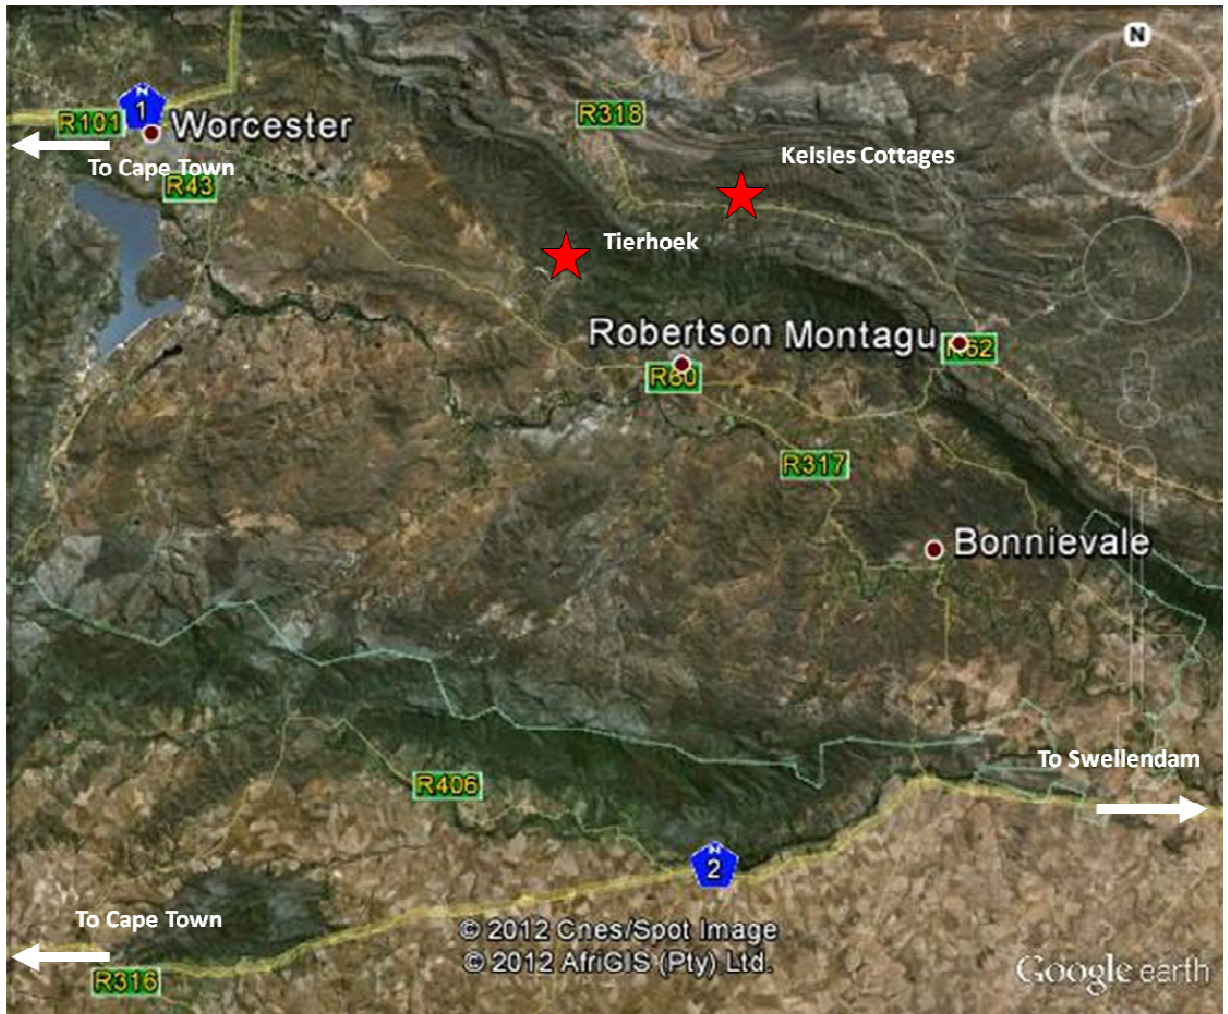 N
R318
N
1
R101
Worcester
To Cape Town
R43
Kelsies Cottages
Tierhoek
Robertson
Montagu
R62
R60
R317
Bonnievale
To Swellendam
R406
N
2
To Cape Town
R316
© 2012 Cnes/Spot Image
© 2012 AfriGIS (Pty) Ltd.
Google earth